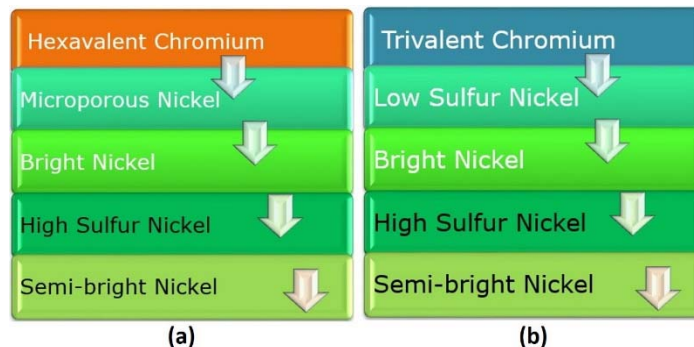 Hexavalent Chromium
Microporous Nickel
Bright Nickel
High Sulfur Nickel
Semi-bright Nickel
(a)
Trivalent Chromium
Low Sulfur Nickel
Bright Nickel
High Sulfur Nickel
Semi-bright Nickel
(b)